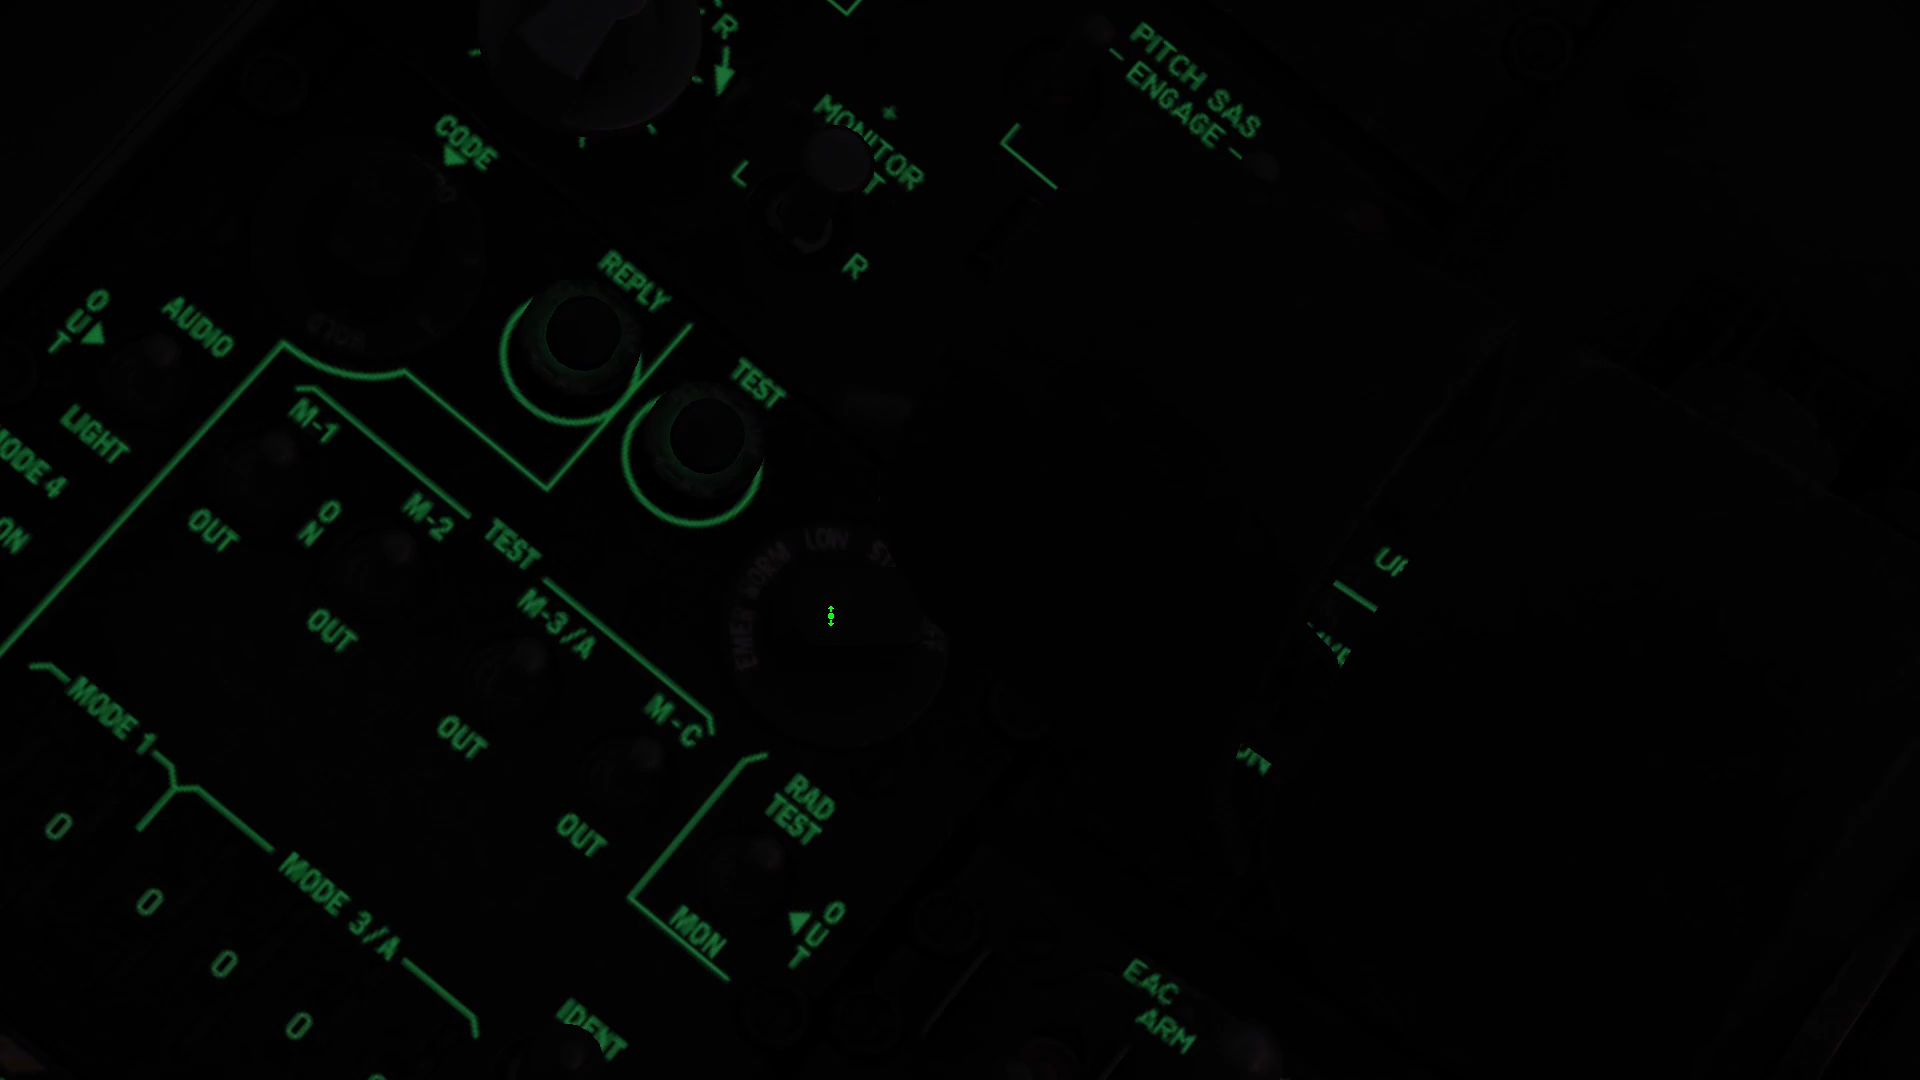 R
PITCH SAS
- ENGAGE -
MONITOR
L
R
CODE
REPLY
TEST
OUT
AUDIO
LIGHT
MODE 4
ON
M-1
M-2
TEST
M-3/A
M-C
ON
OUT
OUT
OUT
OUT
EMER
NORM
LOW
MODE 1
MODE 3/A
0
0
0
0
RAD
TEST
OUT
MON
IDENT
EAC
ARM